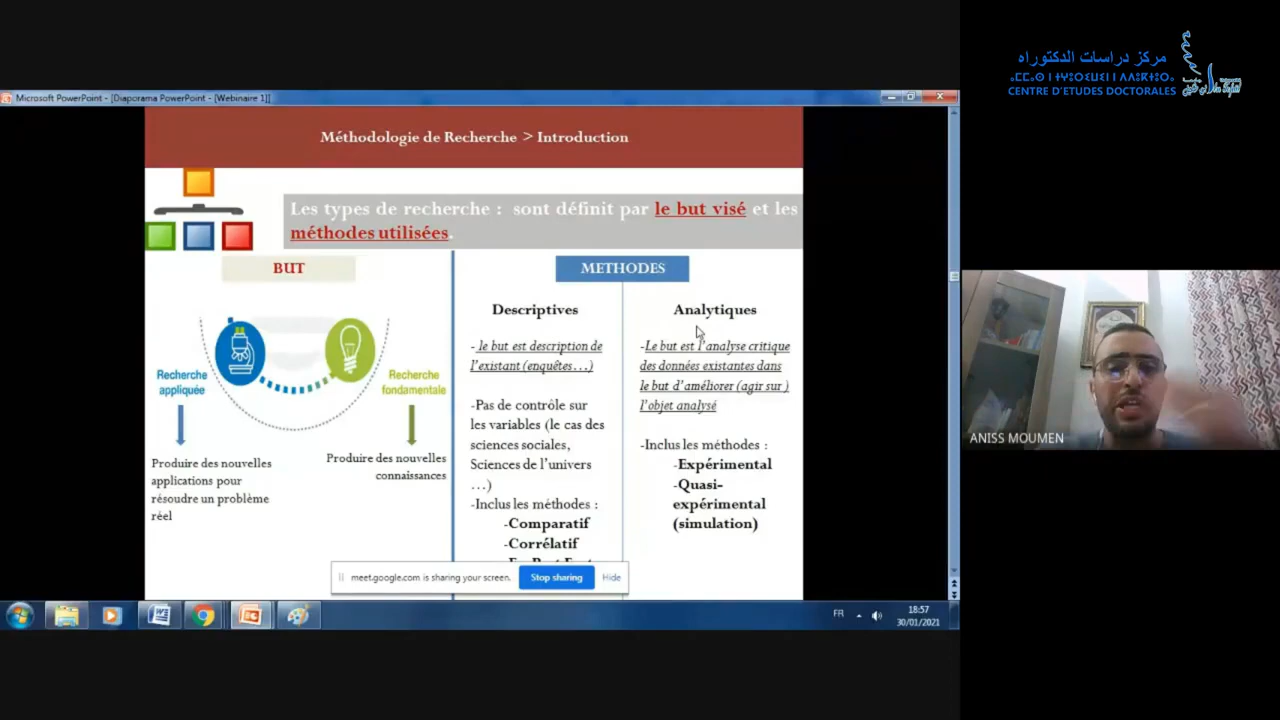 مركز دراسات الدكتوراه
CENTRE D'ETUDES DOCTORALES
Microsoft PowerPoint - [Diaporama PowerPoint - [Webinaire 1]]
Méthodologie de Recherche > Introduction
Les types de recherche : sont définit par le but visé et les
méthodes utilisées.
BUT
Recherche
appliquée
Recherche
fondamentale
Produire des nouvelles
applications pour
résoudre un problème
réel
Produire des nouvelles
connaissances
METHODES
Descriptives
- le but est description de
l'existant (enquêtes…)
-Pas de contrôle sur
les variables (le cas des
sciences sociales,
Sciences de l'univers
…)
-Inclus les méthodes :
-Comparatif
-Corrélatif
Analytiques
-Le but est l'analyse critique
des données existantes dans
le but d'améliorer (agir sur )
l'objet analysé
-Inclus les méthodes :
-Expérimental
-Quasi-
expérimental
(simulation)
meet.google.com is sharing your screen.
Stop sharing
Hide
FR
18:57
30/01/2021
ANISS MOUMEN